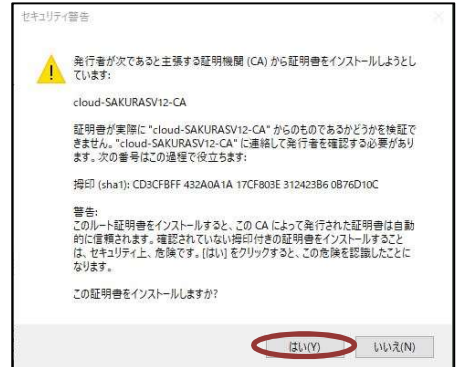 セキュリティ警告
発行者が次であると主張する証明機関 (CA) から証明書をインストールしようとし
ています:
cloud-SAKURASV12-CA
証明書が実際に "cloud-SAKURASV12-CA" からのものであるかどうかを検証で
きません。"cloud-SAKURASV12-CA" に連絡して発行者を確認する必要があり
ます。次の番号はこの過程で役立ちます:
拇印 (sha1): CD3CFBFF 432A0A1A 17CF803E 312423B6 0B76D10C
警告:
このルート証明書をインストールすると、この CA によって発行された証明書は自動
的に信頼されます。確認されていない拇印付きの証明書をインストールすること
は、セキュリティ上、危険です。[はい] をクリックすると、この危険を認識したことに
なります。
この証明書をインストールしますか?
はい(Y)
いいえ(N)